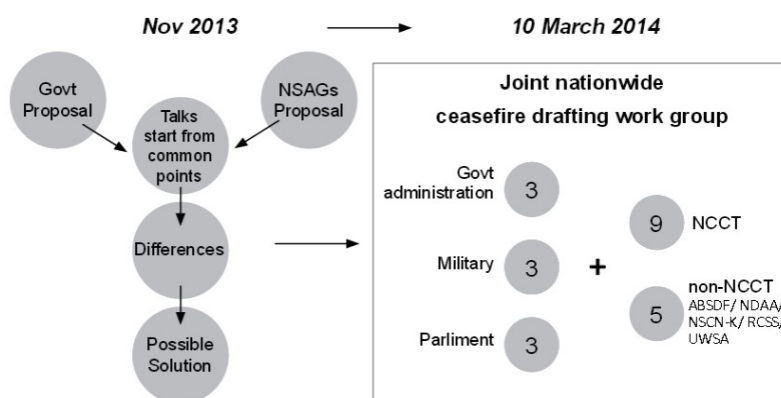 Nov 2013
10 March 2014
Govt
Proposal
NSAGs
Proposal
Talks
start from
common
points
Differences
Possible
Solution
Joint nationwide
ceasefire drafting work group
Govt
administration
3
Military
3
Parliment
3
+
9
NCCT
5
non-NCCT
ABSDF/ NDAA/
NSCN-K/ RCSS/
UWSA